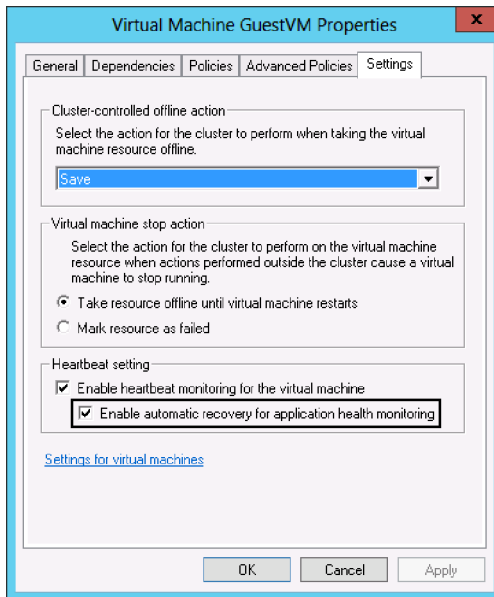 Virtual Machine GuestVM Properties
x
General
Dependencies
Policies
Advanced Policies
Settings
Cluster-controlled offline action
Select the action for the cluster to perform when taking the virtual
machine resource offline.
Save
Virtual machine stop action
Select the action for the cluster to perform on the virtual machine
resource when actions performed outside the cluster cause a virtual
machine to stop running.
Take resource offline until virtual machine restarts
Mark resource as failed
Heartbeat setting
Enable heartbeat monitoring for the virtual machine
Enable automatic recovery for application health monitoring
Settings for virtual machines
OK
Cancel
Apply